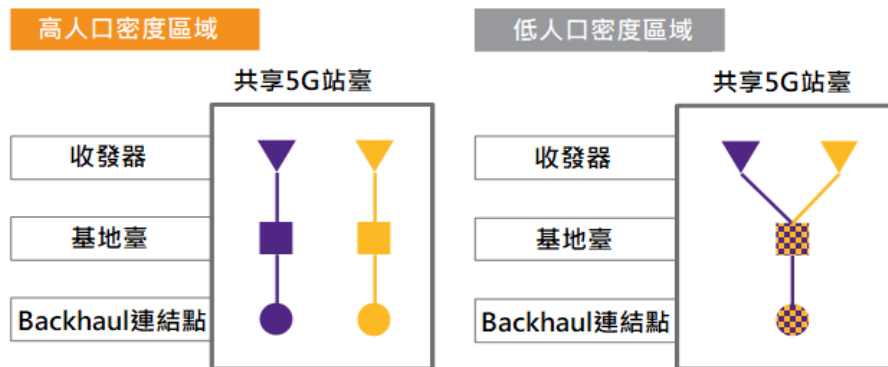 高人口密度區域
共享5G站臺
收發器
基地臺
Backhaul連結點
低人口密度區域
共享5G站臺
收發器
基地臺
Backhaul連結點